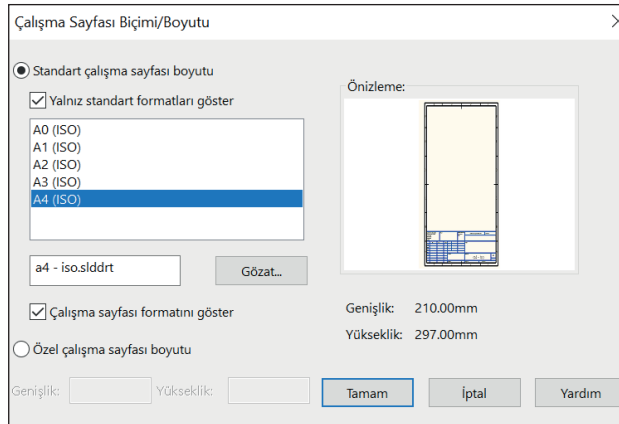 Çalışma Sayfası Biçimi/Boyutu
Standart çalışma sayfası boyutu
Yalnız standart formatları göster
A0 (ISO)
A1 (ISO)
A2 (ISO)
A3 (ISO)
A4 (ISO)
a4 - iso.slddrt
Gözat...
Çalışma sayfası formatını göster
Özel çalışma sayfası boyutu
Genişlik:
Yükseklik:
Önizleme:
Genişlik: 210.00mm
Yükseklik: 297.00mm
Tamam
İptal
Yardım